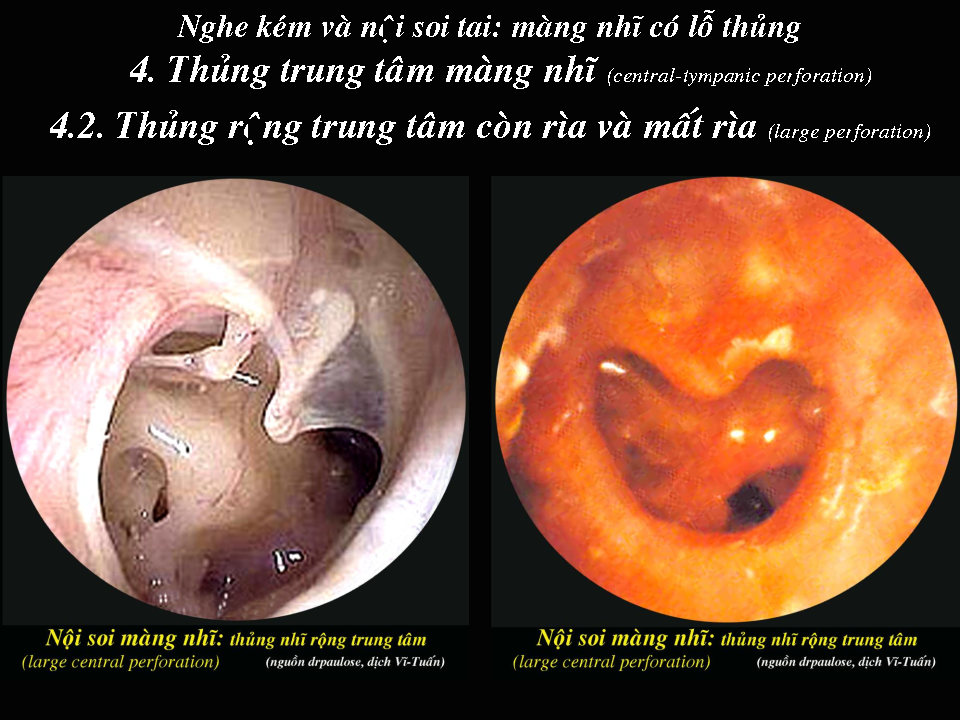 Nghe kém và nội soi tai: màng nhĩ có lỗ thủng
4. Thủng trung tâm màng nhĩ (central-tympanic perforation)
4.2. Thủng rộng trung tâm còn rìa và mất rìa (large perforation)
Nội soi màng nhĩ: thủng nhĩ rộng trung tâm
(large central perforation) (nguồn drpaulose, dịch Vĩ-Tuấn)
Nội soi màng nhĩ: thủng nhĩ rộng trung tâm
(large central perforation) (nguồn drpaulose, dịch Vĩ-Tuấn)